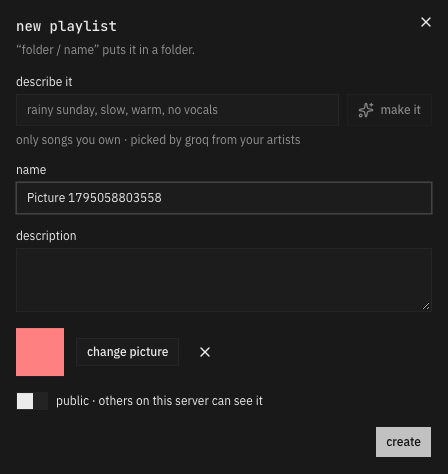 new playlist
“folder / name” puts it in a folder.
describe it
rainy sunday, slow, warm, no vocals
make it
only songs you own · picked by groq from your artists
name
Picture 1795058803558
description
change picture
public · others on this server can see it
create